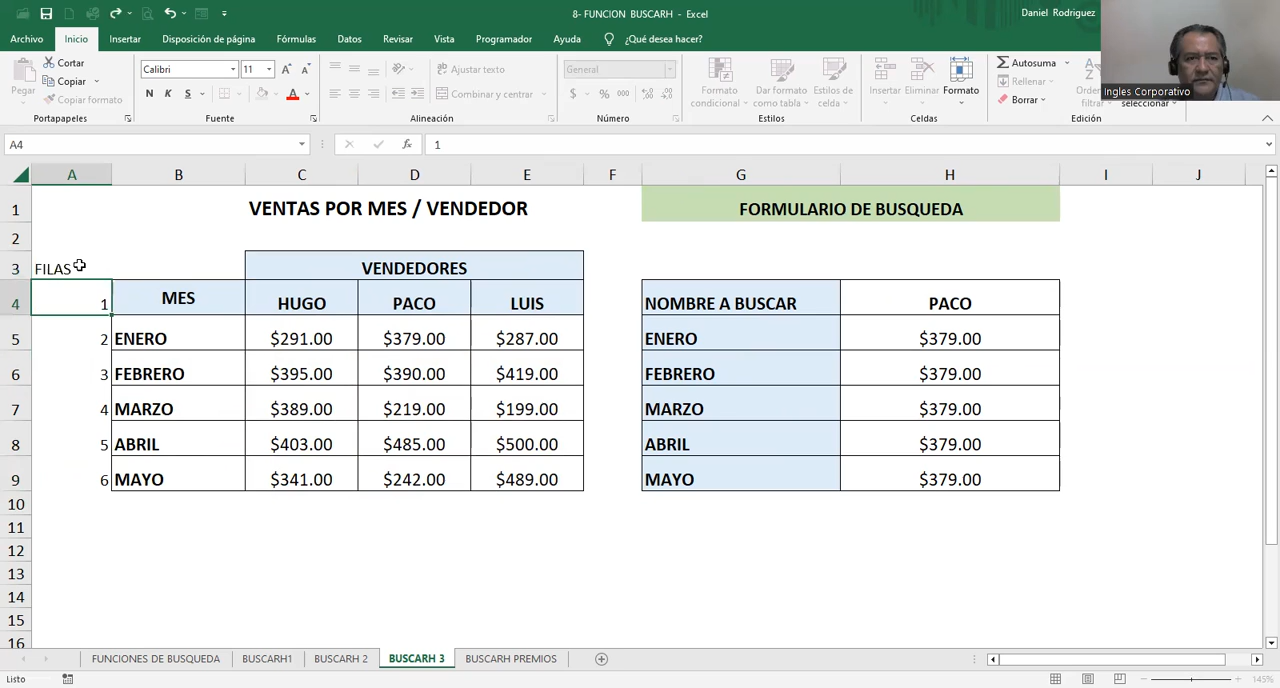 8- FUNCION BUSCARH - Excel
Daniel Rodriguez
Archivo Inicio Insertar Disposición de página Fórmulas Datos Revisar Vista Programador Ayuda ¿Qué desea hacer?
Pegar
Cortar
Copiar
Copiar formato
Portapapeles
Calibri 11
N K S
Fuente
Ajustar texto
Combinar y centrar
Alineación
General
$ % 000
Número
Formato condicional
Dar formato como tabla
Estilos de celda
Estilos
Insertar Eliminar Formato
Celdas
Autosuma
Rellenar
Borrar
seleccionar
Edición
Ingles Corporativo
A4 fx 1
A B C D E F G H I J
1 VENTAS POR MES / VENDEDOR FORMULARIO DE BUSQUEDA
2
3 FILAS VENDEDORES
4 1 MES HUGO PACO LUIS NOMBRE A BUSCAR PACO
5 2 ENERO $291.00 $379.00 $287.00 ENERO $379.00
6 3 FEBRERO $395.00 $390.00 $419.00 FEBRERO $379.00
7 4 MARZO $389.00 $219.00 $199.00 MARZO $379.00
8 5 ABRIL $403.00 $485.00 $500.00 ABRIL $379.00
9 6 MAYO $341.00 $242.00 $489.00 MAYO $379.00
10
11
12
13
14
15
16
FUNCIONES DE BUSQUEDA BUSCARH1 BUSCARH 2 BUSCARH 3 BUSCARH PREMIOS
Listo 145%